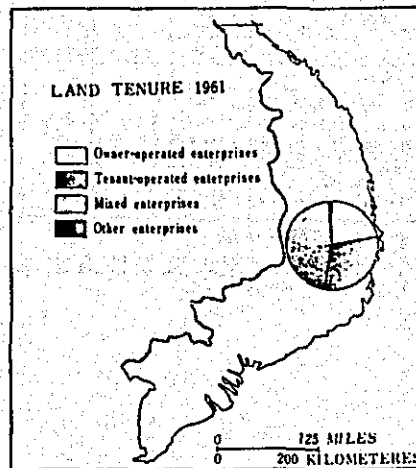 LAND TENURE 1961
Owner-operated enterprises
Tenant-operated enterprises
Mixed enterprises
Other enterprises
0 125 MILES
0 200 KILOMETERES